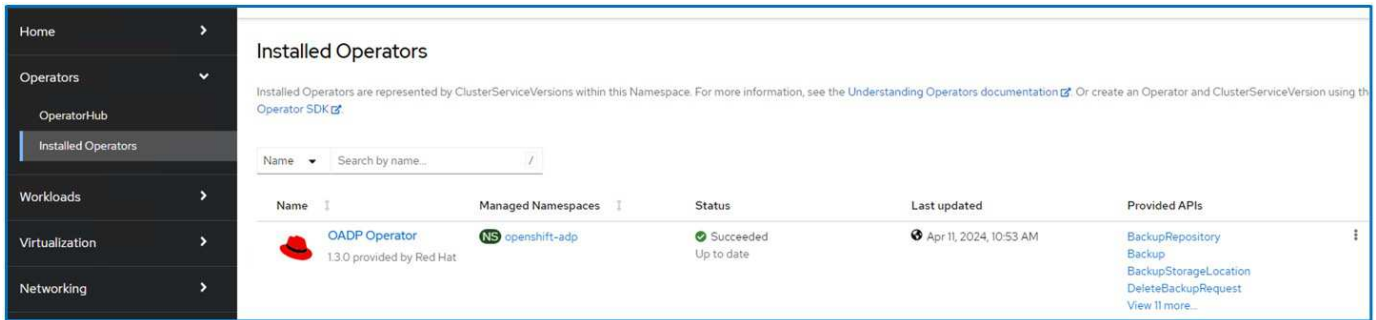 Home
Operators
OperatorHub
Installed Operators
Workloads
Virtualization
Networking
Installed Operators
Installed Operators are represented by ClusterServiceVersions within this Namespace. For more information, see the Understanding Operators documentation. Or create an Operator and ClusterServiceVersion using th
Operator SDK.
Name Search by name... /
Name Managed Namespaces Status Last updated Provided APIs
OADP Operator NS openshift-adp Succeeded Apr 11, 2024, 10:53 AM BackupRepository
1.3.0 provided by Red Hat Up to date Backup
BackupStorageLocation
DeleteBackupRequest
View 11 more...